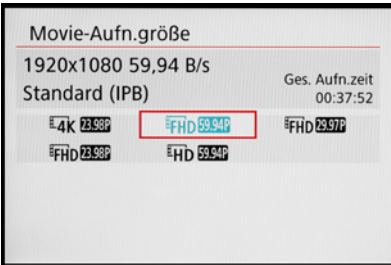 Movie-Aufn.größe
1920x1080 59,94 B/s
Standard (IPB)
Ges. Aufn.zeit
00:37:52
4K 23.98P FHD 59.94P FHD 29.97P
FHD 23.98P HD 59.94P